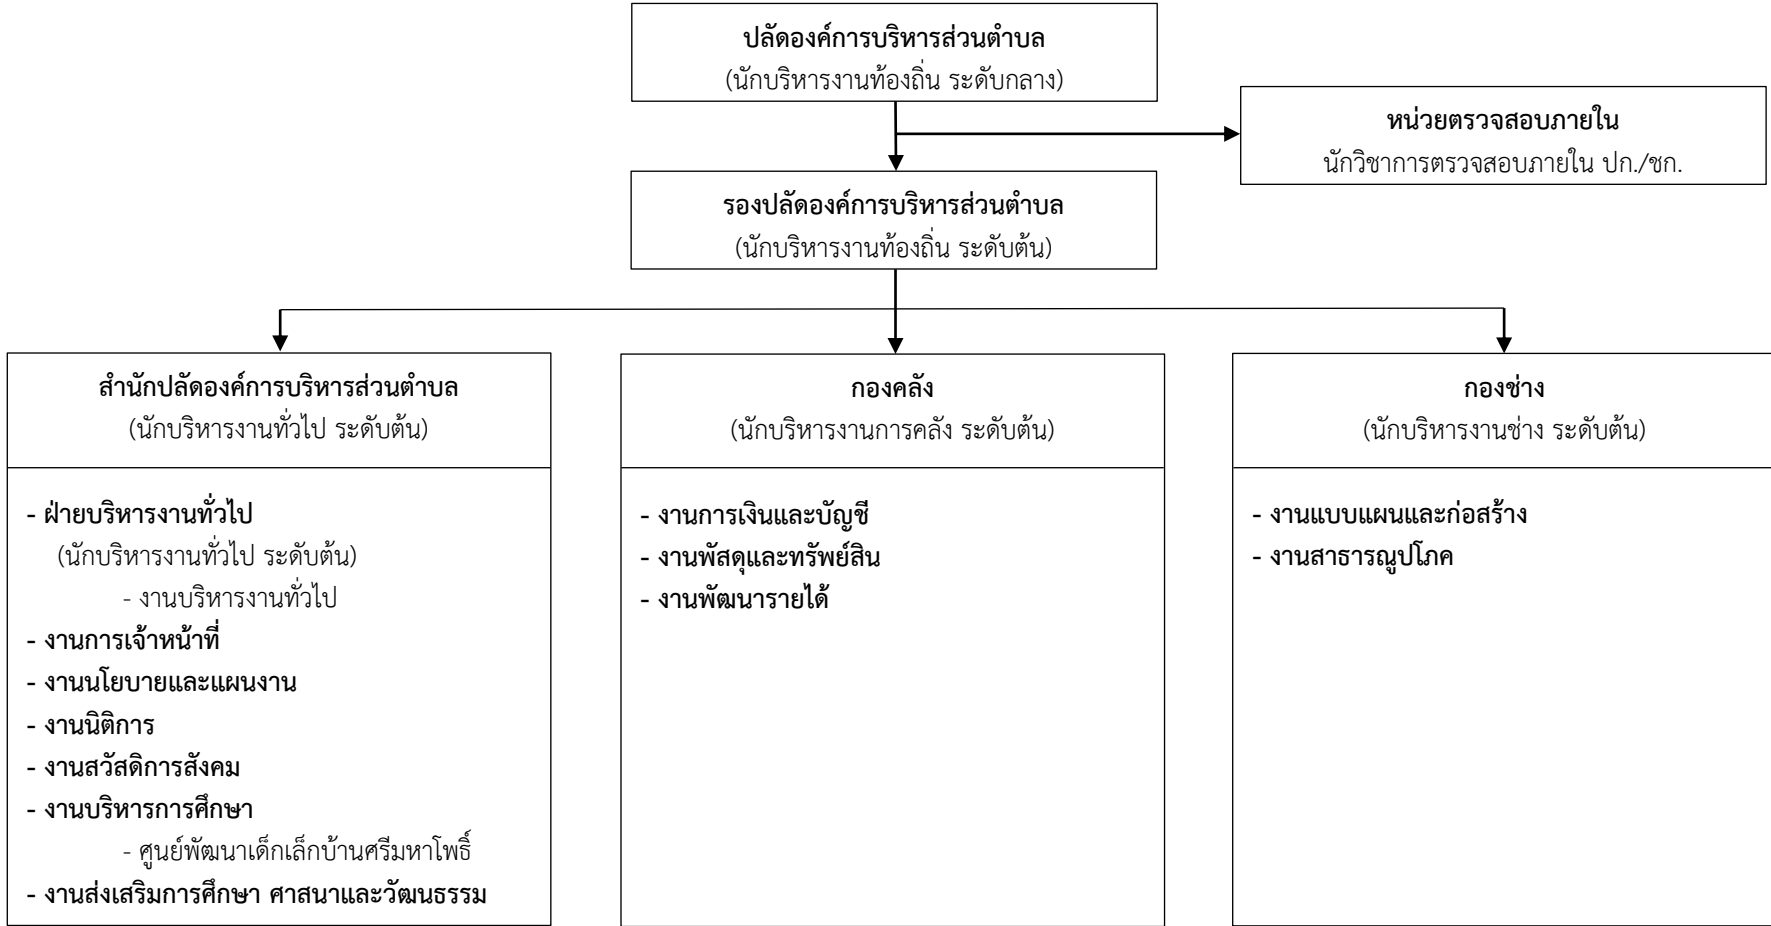 ปลัดองค์การบริหารส่วนตำบล
(นักบริหารงานท้องถิ่น ระดับกลาง)
หน่วยตรวจสอบภายใน
นักวิชาการตรวจสอบภายใน ปก./ชก.
รองปลัดองค์การบริหารส่วนตำบล
(นักบริหารงานท้องถิ่น ระดับต้น)
สำนักปลัดองค์การบริหารส่วนตำบล
(นักบริหารงานทั่วไป ระดับต้น)
- ฝ่ายบริหารงานทั่วไป
(นักบริหารงานทั่วไป ระดับต้น)
- งานบริหารงานทั่วไป
- งานการเจ้าหน้าที่
- งานนโยบายและแผนงาน
- งานนิติการ
- งานสวัสดิการสังคม
- งานบริหารการศึกษา
- ศูนย์พัฒนาเด็กเล็กบ้านศรีมหาโพธิ์
- งานส่งเสริมการศึกษา ศาสนาและวัฒนธรรม
กองคลัง
(นักบริหารงานการคลัง ระดับต้น)
- งานการเงินและบัญชี
- งานพัสดุและทรัพย์สิน
- งานพัฒนารายได้
กองช่าง
(นักบริหารงานช่าง ระดับต้น)
- งานแบบแผนและก่อสร้าง
- งานสาธารณูปโภค